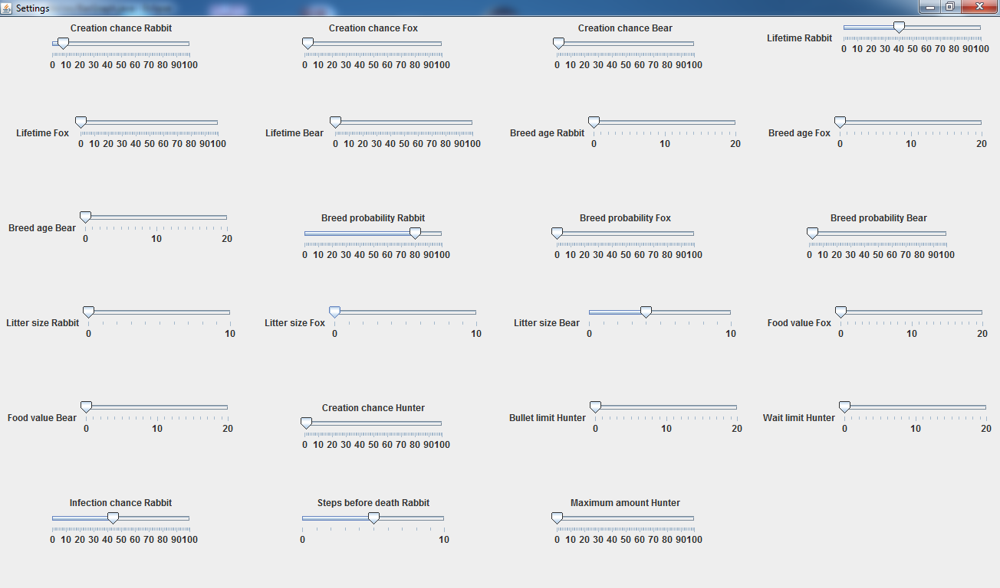 Settings
Creation chance Rabbit
0 10 20 30 40 50 60 70 80 90100
Creation chance Fox
0 10 20 30 40 50 60 70 80 90100
Creation chance Bear
0 10 20 30 40 50 60 70 80 90100
Lifetime Rabbit
0 10 20 30 40 50 60 70 80 90100
Lifetime Fox
0 10 20 30 40 50 60 70 80 90100
Lifetime Bear
0 10 20 30 40 50 60 70 80 90100
Breed age Rabbit
0 10 20
Breed age Fox
0 10 20
Breed age Bear
0 10 20
Breed probability Rabbit
0 10 20 30 40 50 60 70 80 90100
Breed probability Fox
0 10 20 30 40 50 60 70 80 90100
Breed probability Bear
0 10 20 30 40 50 60 70 80 90100
Litter size Rabbit
0 10
Litter size Fox
0 10
Litter size Bear
0 10
Food value Fox
0 10 20
Food value Bear
0 10 20
Creation chance Hunter
0 10 20 30 40 50 60 70 80 90100
Bullet limit Hunter
0 10 20
Wait limit Hunter
0 10 20
Infection chance Rabbit
0 10 20 30 40 50 60 70 80 90100
Steps before death Rabbit
0 10
Maximum amount Hunter
0 10 20 30 40 50 60 70 80 90100